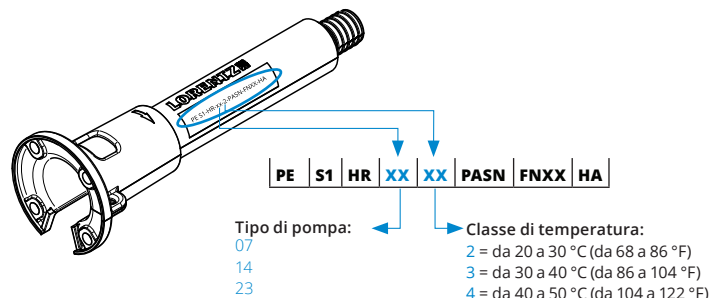 LORENTZ
PE S1-HR-xx-2-PASN-FNXX-HA
PE S1 HR XX XX PASN FNXX HA
Tipo di pompa:
07
14
23
Classe di temperatura:
2 = da 20 a 30 °C (da 68 a 86 °F)
3 = da 30 a 40 °C (da 86 a 104 °F)
4 = da 40 a 50 °C (da 104 a 122 °F)